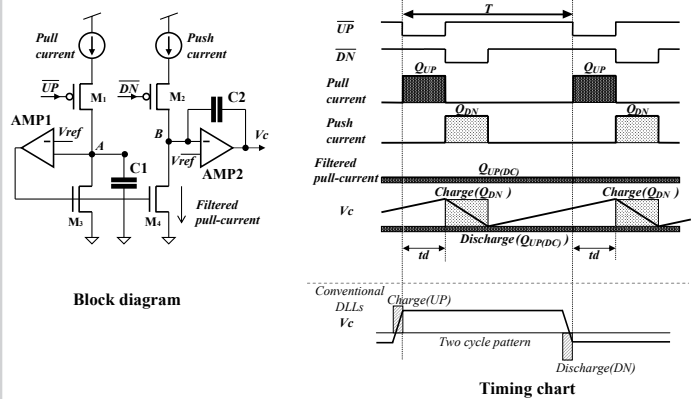 Pull
current
Push
current
UP
DN
M1
M2
C2
AMP1
Vref
A
B
Vref
Vc
AMP2
C1
M3
M4
Filtered
pull-current
Block diagram
T
UP
DN
QUP
QUP
Pull
current
QDN
QDN
Push
current
Filtered
pull-current
QUP(DC)
Charge(QDN)
Charge(QDN)
Vc
Discharge(QUP(DC))
td
td
Conventional
DLLs
Vc
Charge(UP)
Two cycle pattern
Discharge(DN)
Timing chart